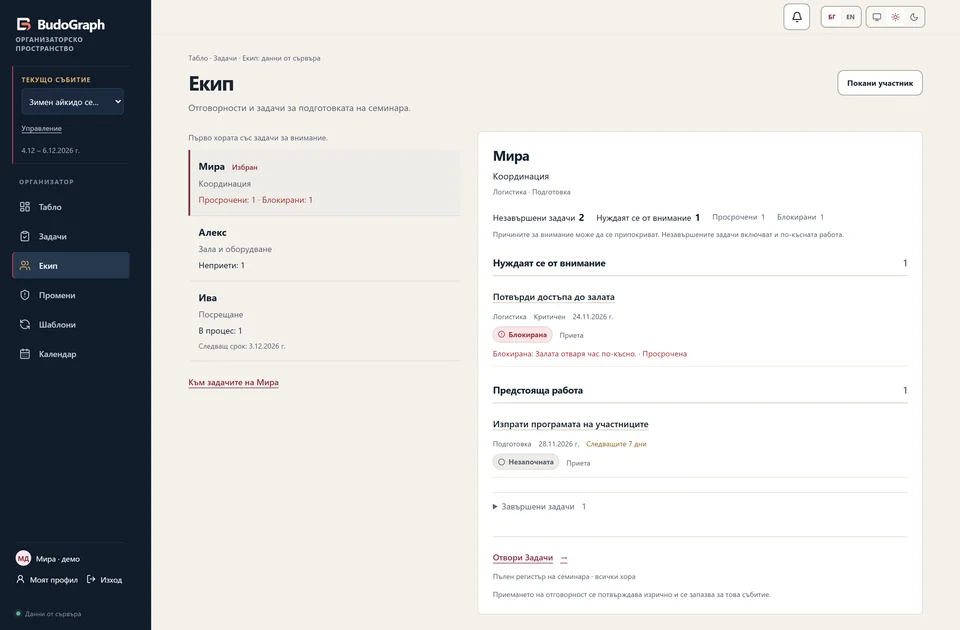 BudoGraph
ОРГАНИЗАТОРСКО
ПРОСТРАНСТВО
ТЕКУЩО СЪБИТИЕ
Зимен айкидо се...
Управление
4.12 – 6.12.2026 г.
ОРГАНИЗАТОР
Табло
Задачи
Екип
Промени
Шаблони
Календар
МД Мира · демо
Моят профил Изход
Данни от сървъра
БГ EN
Табло · Задачи · Екип: данни от сървъра
Екип
Отговорности и задачи за подготовката на семинара.
Покани участник
Първо хората със задачи за внимание.
Мира Избран
Координация
Просрочени: 1 · Блокирани: 1
Алекс
Зала и оборудване
Неприети: 1
Ива
Посрещане
В процес: 1
Следващ срок: 3.12.2026 г.
Към задачите на Мира
Мира
Координация
Логистика · Подготовка
Незавършени задачи 2 Нуждаят се от внимание 1 Просрочени 1 Блокирани 1
Причините за внимание може да се припокриват. Незавършените задачи включват и по-късната работа.
Нуждаят се от внимание 1
Потвърди достъпа до залата
Логистика Критичен 24.11.2026 г.
Блокирана Приета
Блокирана: Залата отваря час по-късно. · Просрочена
Предстояща работа 1
Изпрати програмата на участниците
Подготовка 28.11.2026 г. Следващите 7 дни
Незапочната Приета
▶ Завършени задачи 1
Отвори Задачи →
Пълен регистър на семинара · всички хора
Приемането на отговорност се потвърждава изрично и се запазва за това събитие.